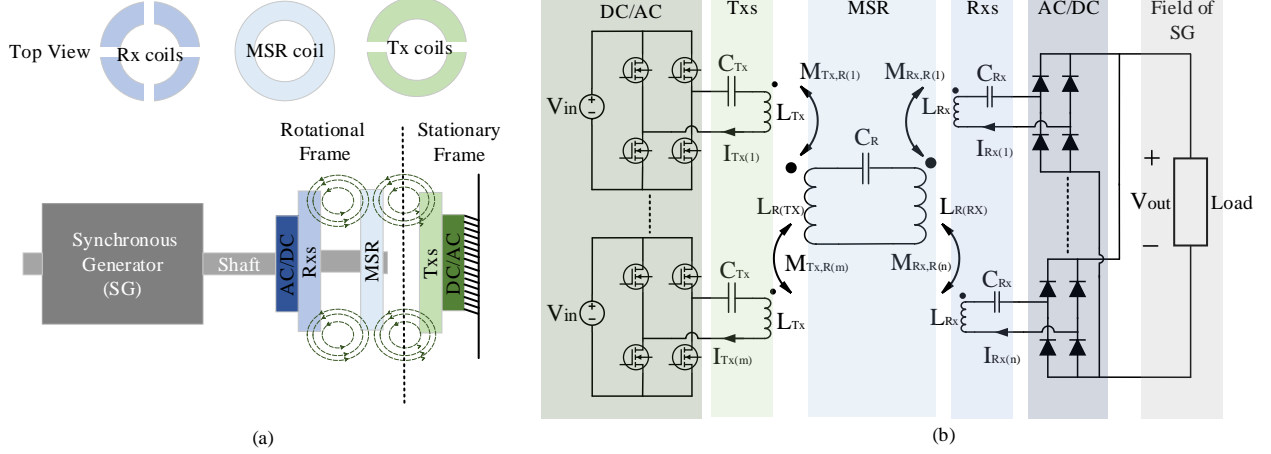 Top View
Rx coils
MSR coil
Tx coils
Rotational
Frame
Stationary
Frame
Synchronous
Generator
(SG)
Shaft
AC/DC
Rxs
MSR
Txs
DC/AC
(a)
DC/AC
Txs
MSR
Rxs
AC/DC
Field of
SG
Vin
CTx
LTx
ITx(1)
MTx,R(1)
MRx,R(1)
CR
LR(TX)
LR(RX)
LRx
CRx
IRx(1)
Vin
CTx
LTx
ITx(m)
MTx,R(m)
MRx,R(n)
LRx
CRx
IRx(n)
+
Vout
−
Load
(b)